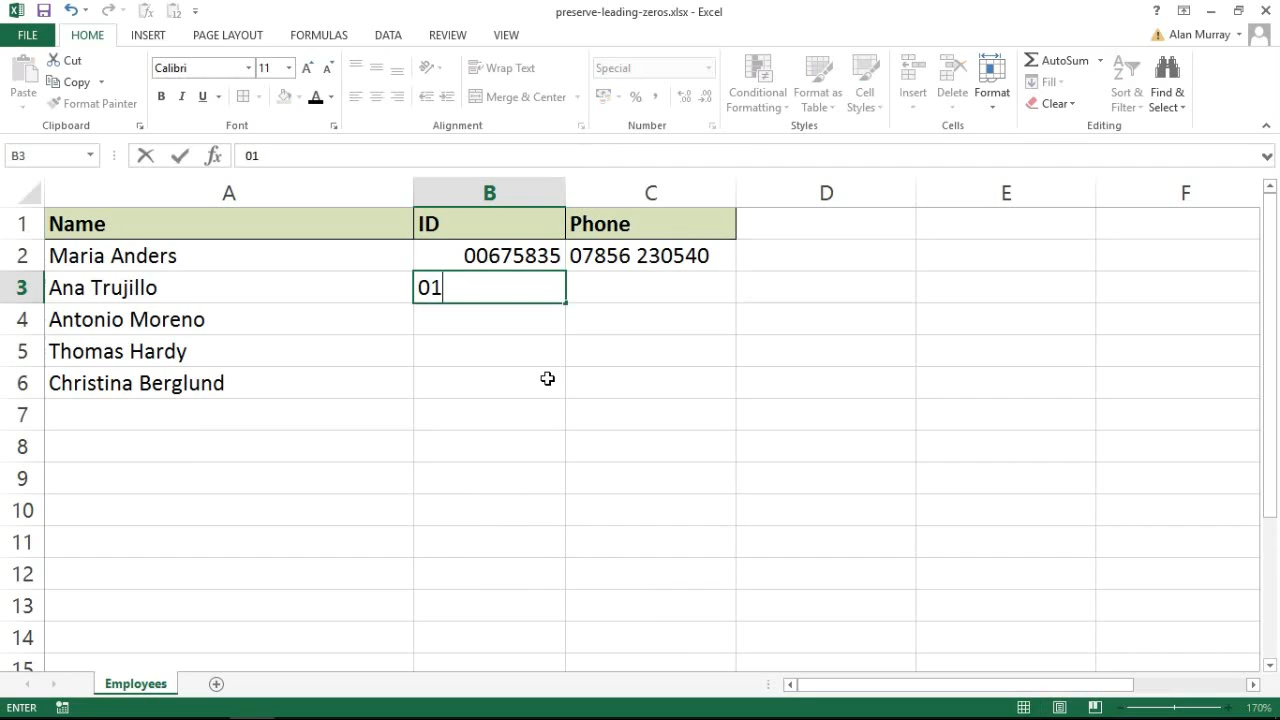 preserve-leading-zeros.xlsx - Excel
?
FILE HOME INSERT PAGE LAYOUT FORMULAS DATA REVIEW VIEW Alan Murray
Paste
Cut
Copy
Format Painter
Clipboard
Calibri 11
B I U A
Font
Wrap Text
Merge & Center
Alignment
Special
% ,
Number
Conditional Formatting
Format as Table
Cell Styles
Styles
Insert
Delete
Format
Cells
AutoSum
Fill
Clear
Sort & Filter
Find & Select
Editing
B3 fx 01
A B C D E F
1 Name ID Phone
2 Maria Anders 00675835 07856 230540
3 Ana Trujillo 01
4 Antonio Moreno
5 Thomas Hardy
6 Christina Berglund
7
8
9
10
11
12
13
14
15
Employees
ENTER 170%